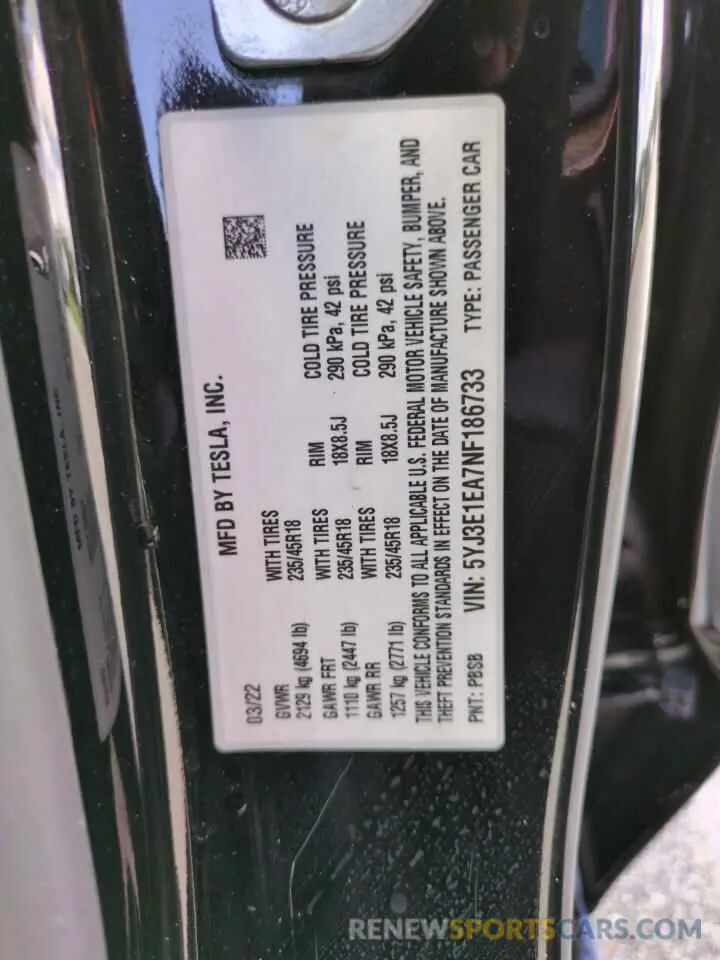 MFD BY TESLA, INC.
03/22
GVWR WITH TIRES RIM COLD TIRE PRESSURE
2129 kg (4694 lb) 235/45R18 18X8.5J 290 kPa, 42 psi
GAWR FRT WITH TIRES RIM COLD TIRE PRESSURE
1110 kg (2447 lb) 235/45R18 18X8.5J 290 kPa, 42 psi
GAWR RR WITH TIRES
1257 kg (2771 lb) 235/45R18
THIS VEHICLE CONFORMS TO ALL APPLICABLE U.S. FEDERAL MOTOR VEHICLE SAFETY, BUMPER, AND
THEFT PREVENTION STANDARDS IN EFFECT ON THE DATE OF MANUFACTURE SHOWN ABOVE.
PNT: PBSB VIN: 5YJ3E1EA7NF186733 TYPE: PASSENGER CAR
MFD BY TESLA, INC.
RENEWSPORTSCARS.COM